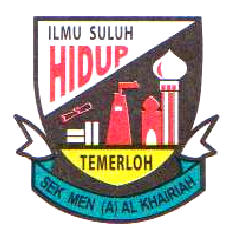 ILMU SULUH
HIDUP
TEMERLOH
SEK MEN (A) AL KHAIRIAH